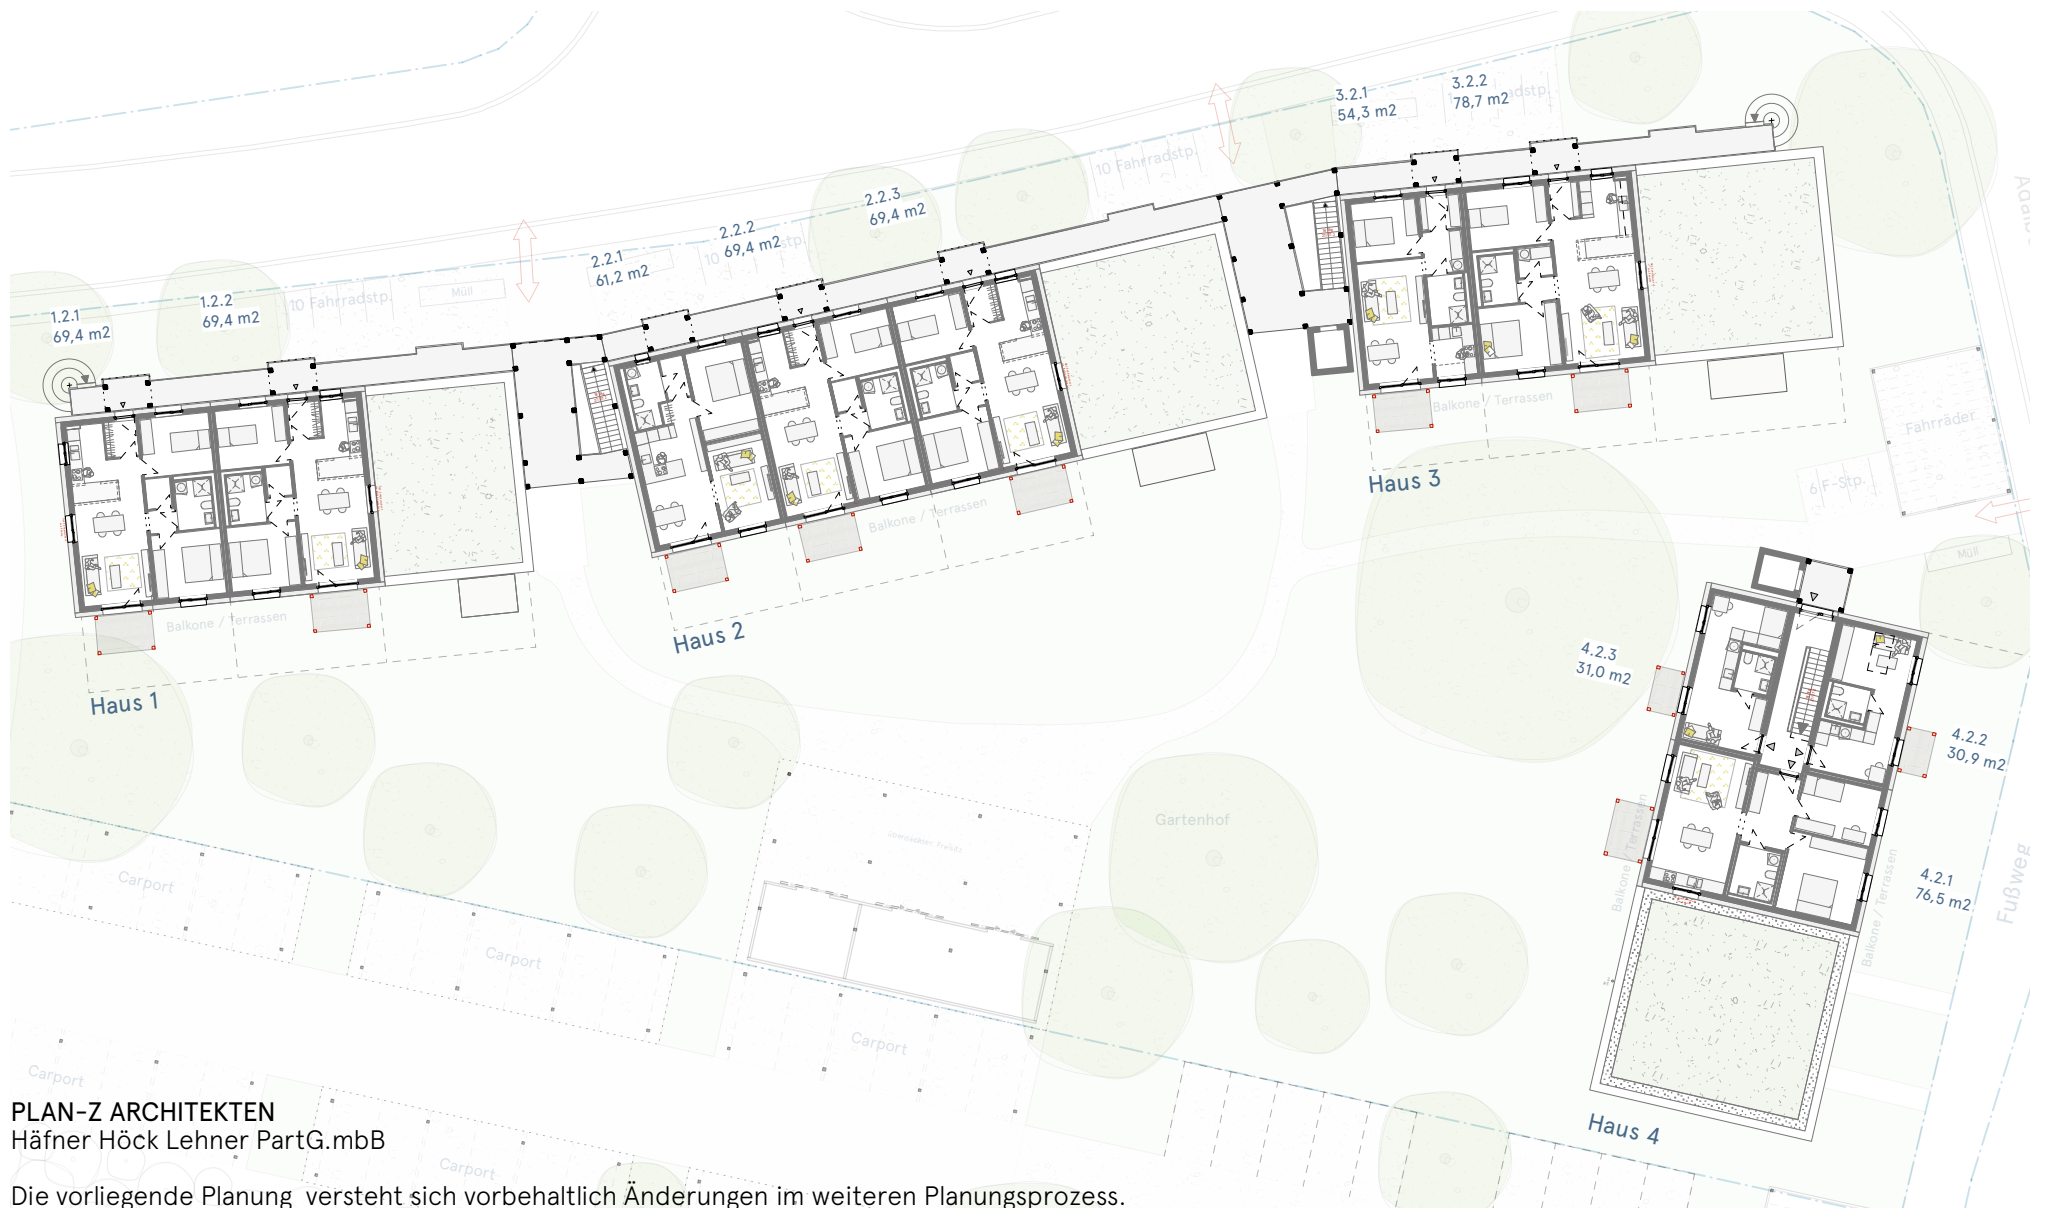 3.2.1
54,3 m2
3.2.2
78,7 m2
10 Fahrradstp.
2.2.3
69,4 m2
2.2.2
69,4 m2
2.2.1
61,2 m2
1.2.2
69,4 m2
1.2.1
69,4 m2
10 Fahrradstp.
Müll
Balkone / Terrassen
Haus 3
Fahrräder
6 F-Stp.
Müll
Balkone / Terrassen
Balkone / Terrassen
Haus 2
Haus 1
4.2.3
31,0 m2
4.2.2
30,9 m2
Gartenhof
4.2.1
76,5 m2
Balkone / Terrassen
Balkone / Terrassen
Fußweg
Carport
Carport
Carport
Carport
Carport
Haus 4
PLAN-Z ARCHITEKTEN
Häfner Höck Lehner PartG.mbB
Die vorliegende Planung versteht sich vorbehaltlich Änderungen im weiteren Planungsprozess.